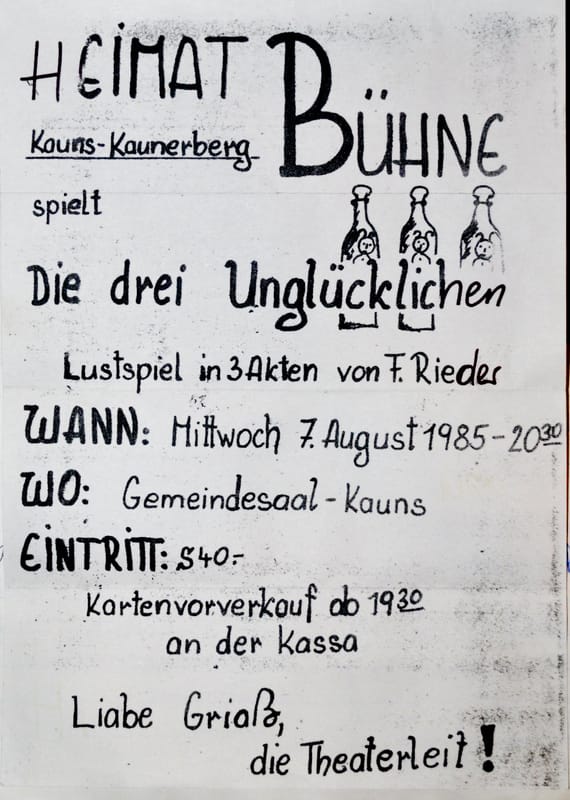 HEIMAT BÜHNE
Kauns-Kaunerberg
spielt
Die drei Unglücklichen
Lustspiel in 3 Akten von F. Rieder
WANN: Mittwoch 7. August 1985 - 20³⁰
WO: Gemeindesaal - Kauns
EINTRITT: S 40.-
Kartenvorverkauf ab 19³⁰
an der Kassa
Liabe Griaß,
die Theaterleit!